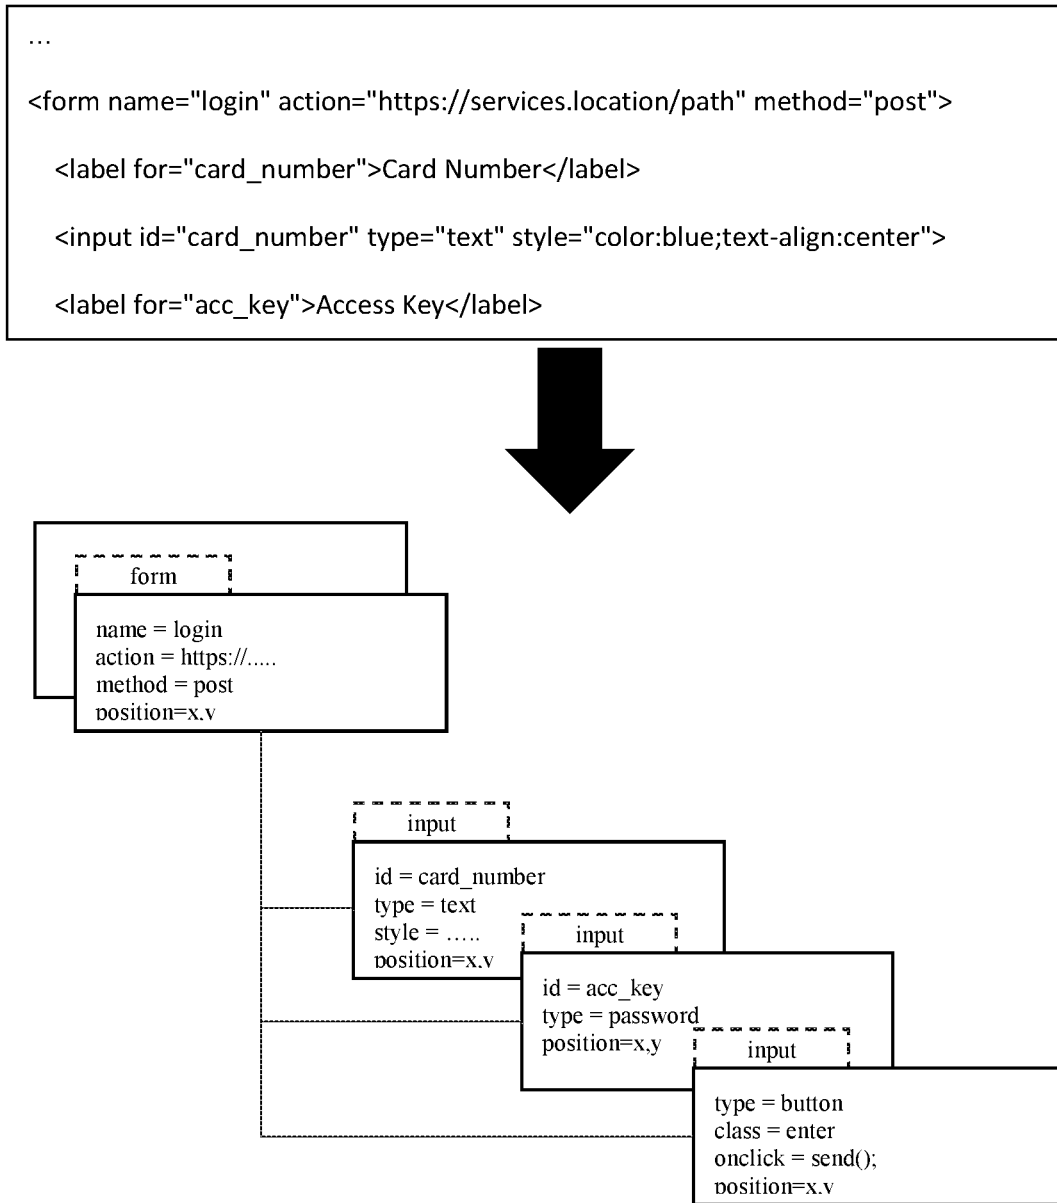 ...
<form name="login" action="https://services.location/path" method="post">
<label for="card_number">Card Number</label>
<input id="card_number" type="text" style="color:blue;text-align:center">
<label for="acc_key">Access Key</label>
form
name = login
action = https://.....
method = post
position=x,y
input
id = card_number
type = text
style = …..
position=x,y
input
id = acc_key
type = password
position=x,y
input
type = button
class = enter
onclick = send();
position=x,y